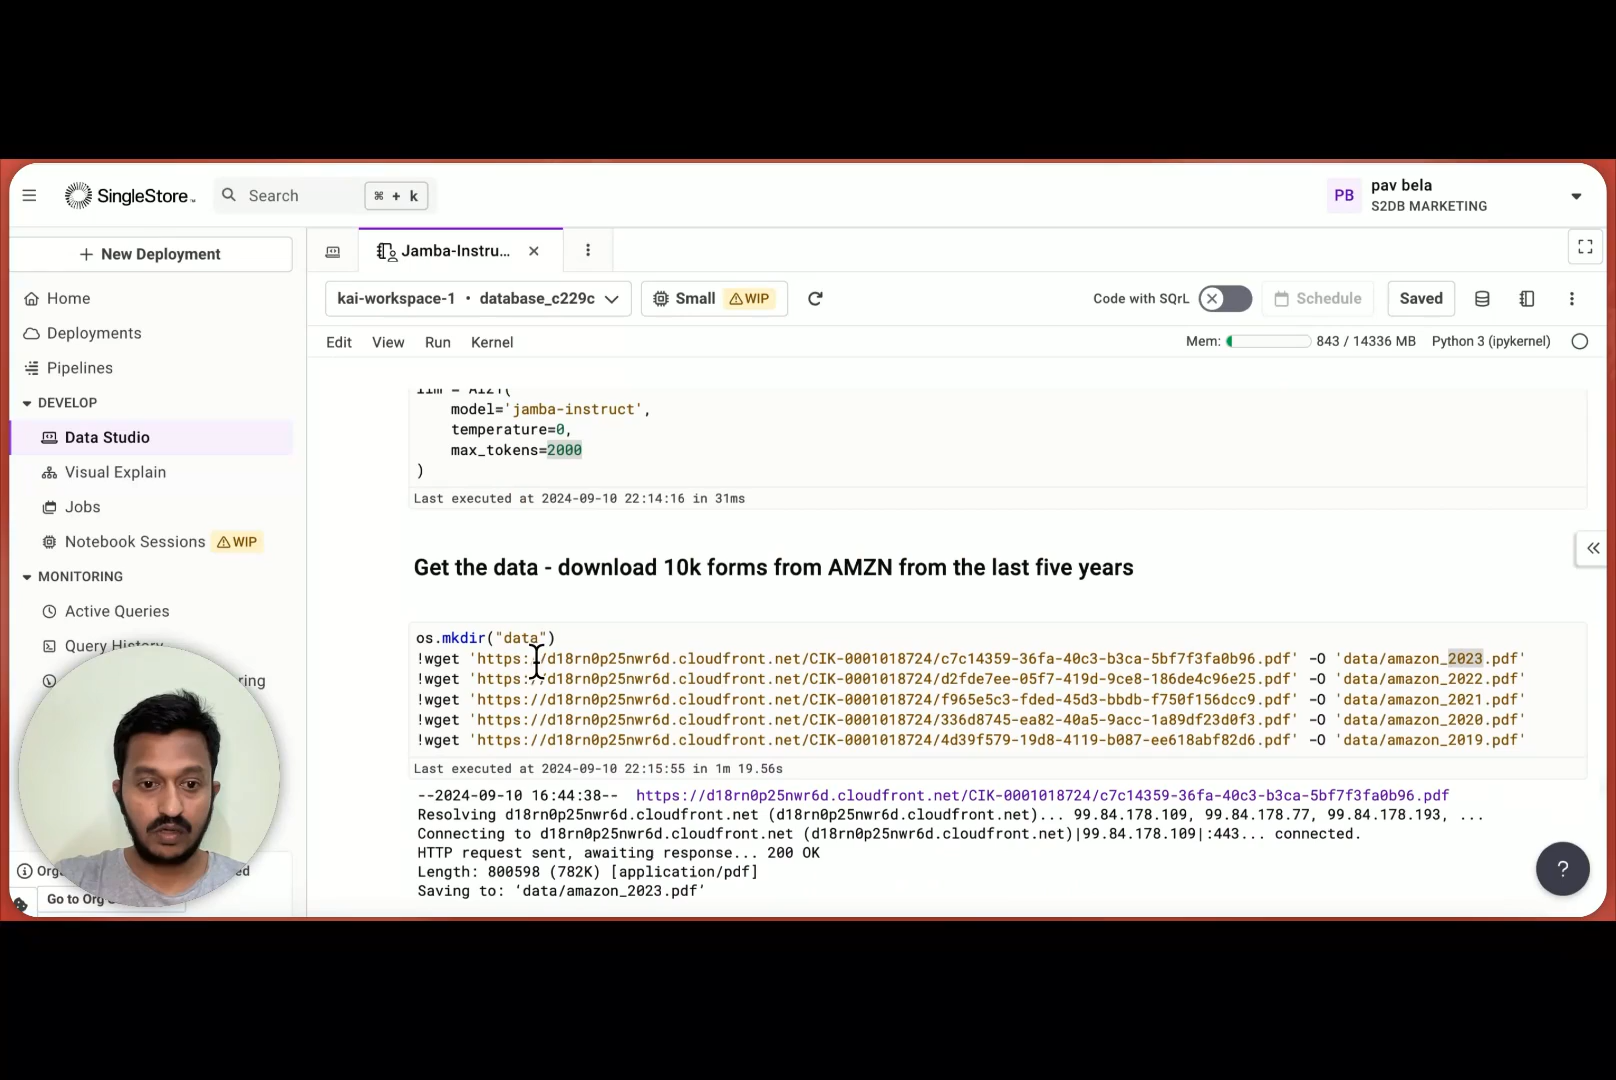 SingleStore
Search
⌘ + k
PB
pav bela
S2DB MARKETING
+ New Deployment
Jamba-Instru...
Home
kai-workspace-1 • database_c229c
Small
WIP
Code with SQrL
Schedule
Saved
Deployments
Edit
View
Run
Kernel
Mem:
843 / 14336 MB
Python 3 (ipykernel)
Pipelines
DEVELOP
Data Studio
Visual Explain
Jobs
Notebook Sessions
WIP
MONITORING
Active Queries
Query History
ring
Org
ed
Go to Org
llm = AI21(
model='jamba-instruct',
temperature=0,
max_tokens=2000
)
Last executed at 2024-09-10 22:14:16 in 31ms
Get the data - download 10k forms from AMZN from the last five years
os.mkdir("data")
!wget 'https://d18rn0p25nwr6d.cloudfront.net/CIK-0001018724/c7c14359-36fa-40c3-b3ca-5bf7f3fa0b96.pdf' -O 'data/amazon_2023.pdf'
!wget 'https://d18rn0p25nwr6d.cloudfront.net/CIK-0001018724/d2fde7ee-05f7-419d-9ce8-186de4c96e25.pdf' -O 'data/amazon_2022.pdf'
!wget 'https://d18rn0p25nwr6d.cloudfront.net/CIK-0001018724/f965e5c3-fded-45d3-bbdb-f750f156dcc9.pdf' -O 'data/amazon_2021.pdf'
!wget 'https://d18rn0p25nwr6d.cloudfront.net/CIK-0001018724/336d8745-ea82-40a5-9acc-1a89df23d0f3.pdf' -O 'data/amazon_2020.pdf'
!wget 'https://d18rn0p25nwr6d.cloudfront.net/CIK-0001018724/4d39f579-19d8-4119-b087-ee618abf82d6.pdf' -O 'data/amazon_2019.pdf'
Last executed at 2024-09-10 22:15:55 in 1m 19.56s
--2024-09-10 16:44:38-- https://d18rn0p25nwr6d.cloudfront.net/CIK-0001018724/c7c14359-36fa-40c3-b3ca-5bf7f3fa0b96.pdf
Resolving d18rn0p25nwr6d.cloudfront.net (d18rn0p25nwr6d.cloudfront.net)... 99.84.178.109, 99.84.178.77, 99.84.178.193, ...
Connecting to d18rn0p25nwr6d.cloudfront.net (d18rn0p25nwr6d.cloudfront.net)|99.84.178.109|:443... connected.
HTTP request sent, awaiting response... 200 OK
Length: 800598 (782K) [application/pdf]
Saving to: ‘data/amazon_2023.pdf’
?